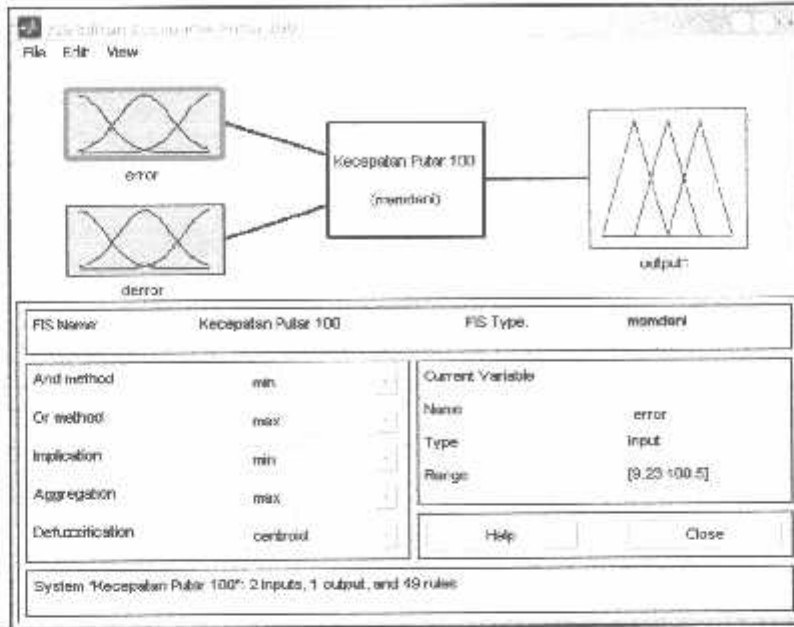 File Edit View
error
derror
Kecepatan Putar 100
(mamdani)
output
FIS Name: Kecepatan Putar 100 FIS Type: mamdani
And method min
Or method max
Implication min
Aggregation max
Defuzzification centroid
Current Variable
Name error
Type input
Range [9.23 100.5]
Help Close
System "Kecepatan Putar 100": 2 inputs, 1 output, and 49 rules